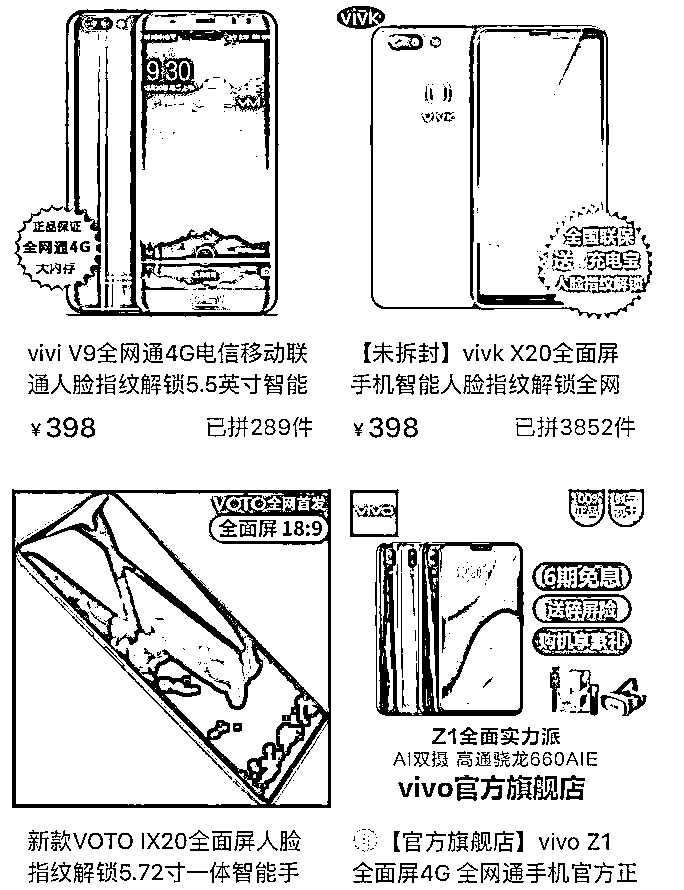 9:30
vivi
正品保证
全网通4G
大内存
vivi V9全网通4G电信移动联
通人脸指纹解锁5.5英寸智能
¥398
已拼289件
vivk
vivk
全国联保
送 充电宝
人脸指纹解锁
【未拆封】vivk X20全面屏
手机智能人脸指纹解锁全网
¥398
已拼3852件
VOTO全网首发
全面屏 18:9
新款VOTO IX20全面屏人脸
指纹解锁5.72寸一体智能手
vivo
100%
正品
6期免息
送碎屏险
购机享豪礼
Z1全面实力派
AI双摄 高通骁龙660AIE
vivo官方旗舰店
【官方旗舰店】vivo Z1
全面屏4G 全网通手机官方正